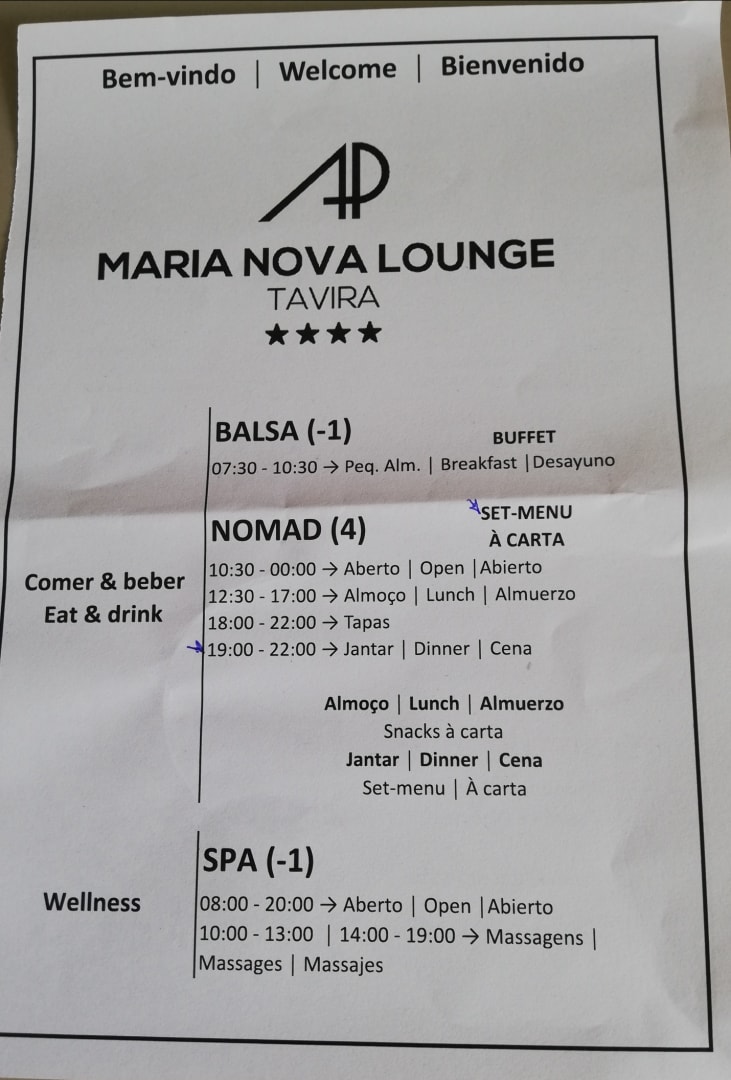 Bem-vindo | Welcome | Bienvenido
AP
MARIA NOVA LOUNGE
TAVIRA
★★★★
BALSA (-1)
BUFFET
07:30 - 10:30 → Peq. Alm. | Breakfast |Desayuno
NOMAD (4)
SET-MENU
À CARTA
Comer & beber
Eat & drink
10:30 - 00:00 → Aberto | Open |Abierto
12:30 - 17:00 → Almoço | Lunch | Almuerzo
18:00 - 22:00 → Tapas
19:00 - 22:00 → Jantar | Dinner | Cena
Almoço | Lunch | Almuerzo
Snacks à carta
Jantar | Dinner | Cena
Set-menu | À carta
SPA (-1)
Wellness
08:00 - 20:00 → Aberto | Open |Abierto
10:00 - 13:00 | 14:00 - 19:00 → Massagens |
Massages | Massajes